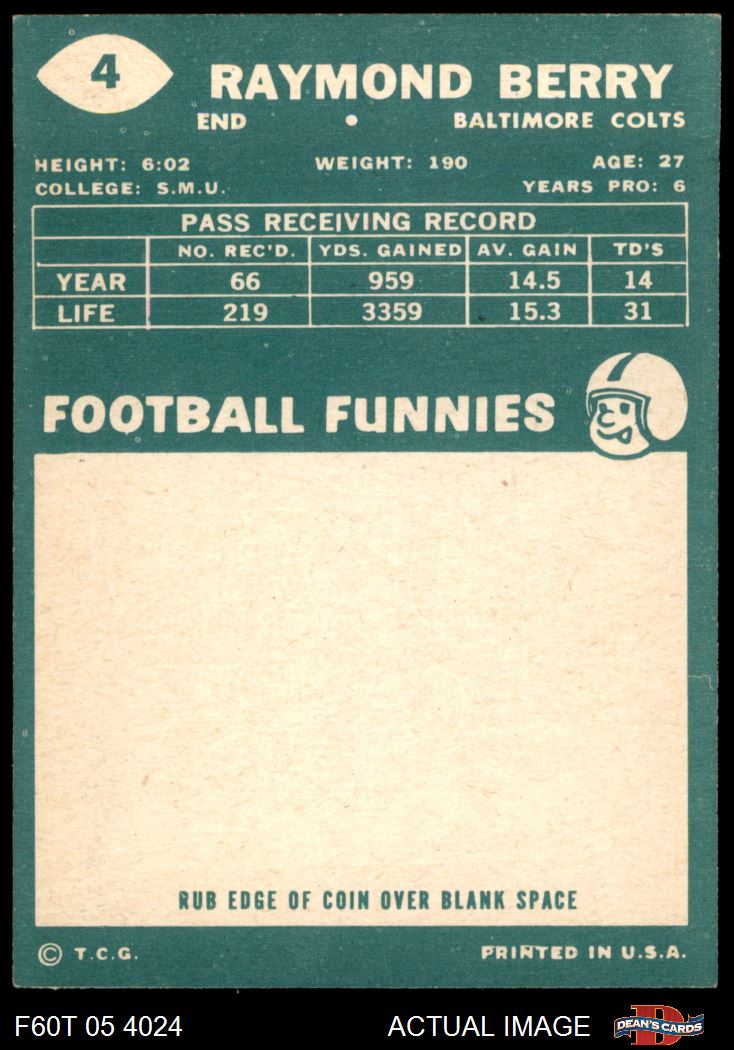 4
RAYMOND BERRY
END • BALTIMORE COLTS
HEIGHT: 6:02 WEIGHT: 190 AGE: 27
COLLEGE: S.M.U. YEARS PRO: 6
PASS RECEIVING RECORD
NO. REC'D. YDS. GAINED AV. GAIN TD'S
YEAR 66 959 14.5 14
LIFE 219 3359 15.3 31
FOOTBALL FUNNIES
RUB EDGE OF COIN OVER BLANK SPACE
© T.C.G. PRINTED IN U.S.A.
F60T 05 4024 ACTUAL IMAGE D DEAN'S CARDS